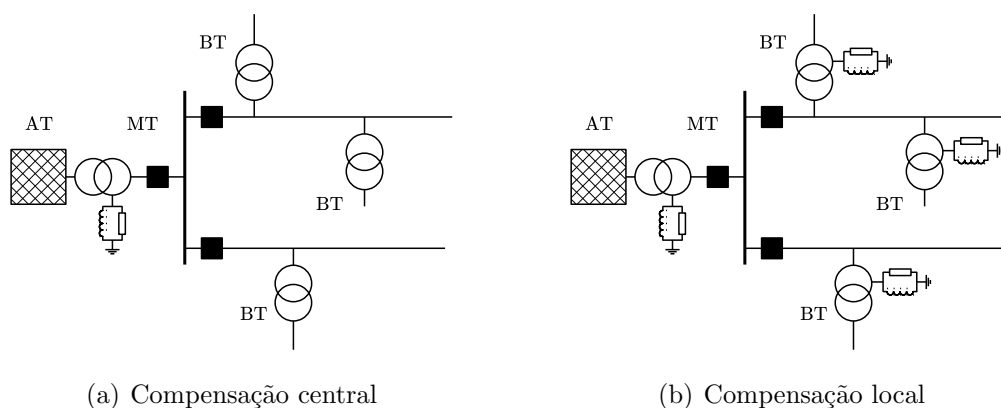 BT
AT
MT
BT
BT
(a) Compensação central
BT
AT
MT
BT
BT
(b) Compensação local